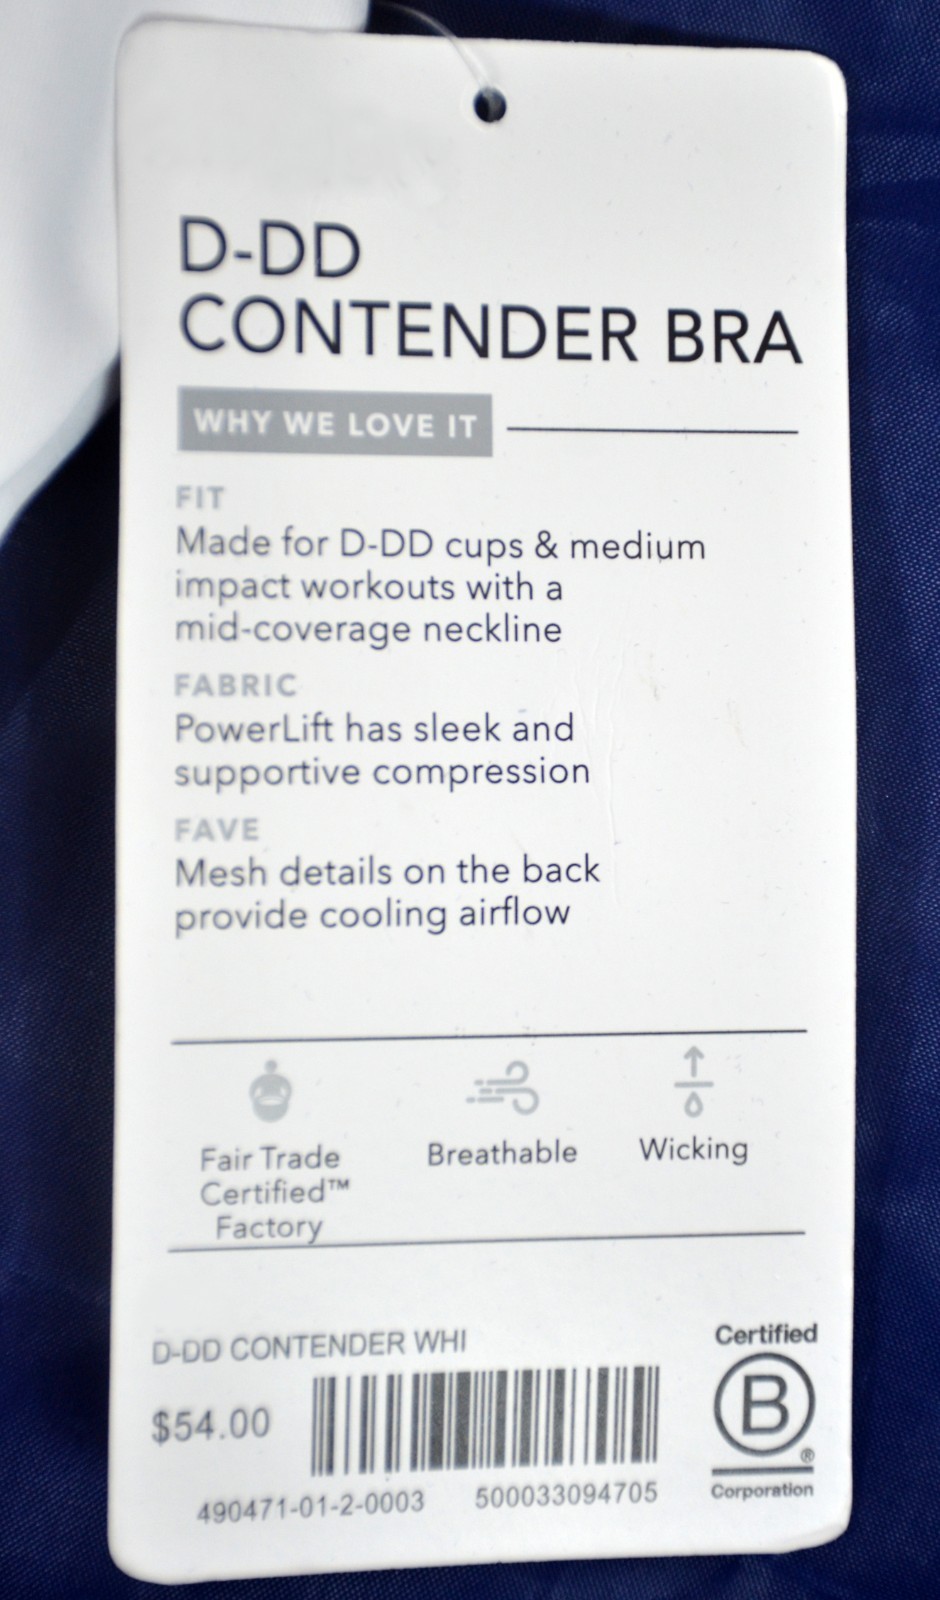 D-DD
CONTENDER BRA
WHY WE LOVE IT
FIT
Made for D-DD cups & medium
impact workouts with a
mid-coverage neckline
FABRIC
PowerLift has sleek and
supportive compression
FAVE
Mesh details on the back
provide cooling airflow
Fair Trade
Certified™
Factory
Breathable
Wicking
D-DD CONTENDER WHI
$54.00
490471-01-2-0003 500033094705
Certified
B
®
Corporation